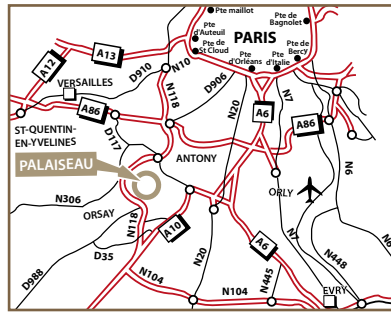 Pte maillot
Pte de
Bagnolet
Pte
d'Auteuil
PARIS
Pte de
St Cloud
Pte
d'Orléans
Pte
d'Italie
Pte de
Bercy
A13
D910
N10
A12
VERSAILLES
N118
D906
N20
N7
A6
A86
A86
ST-QUENTIN-
EN-YVELINES
D117
ANTONY
N6
PALAISEAU
ORLY
N306
ORSAY
N118
A10
D35
D988
N20
A6
N7
N448
N6
N104
N104
N445
EVRY